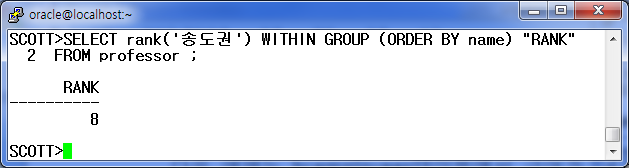 oracle@localhost:~
SCOTT>SELECT rank('송도권') WITHIN GROUP (ORDER BY name) "RANK"
  2  FROM professor ;
      RANK
----------
         8
SCOTT>